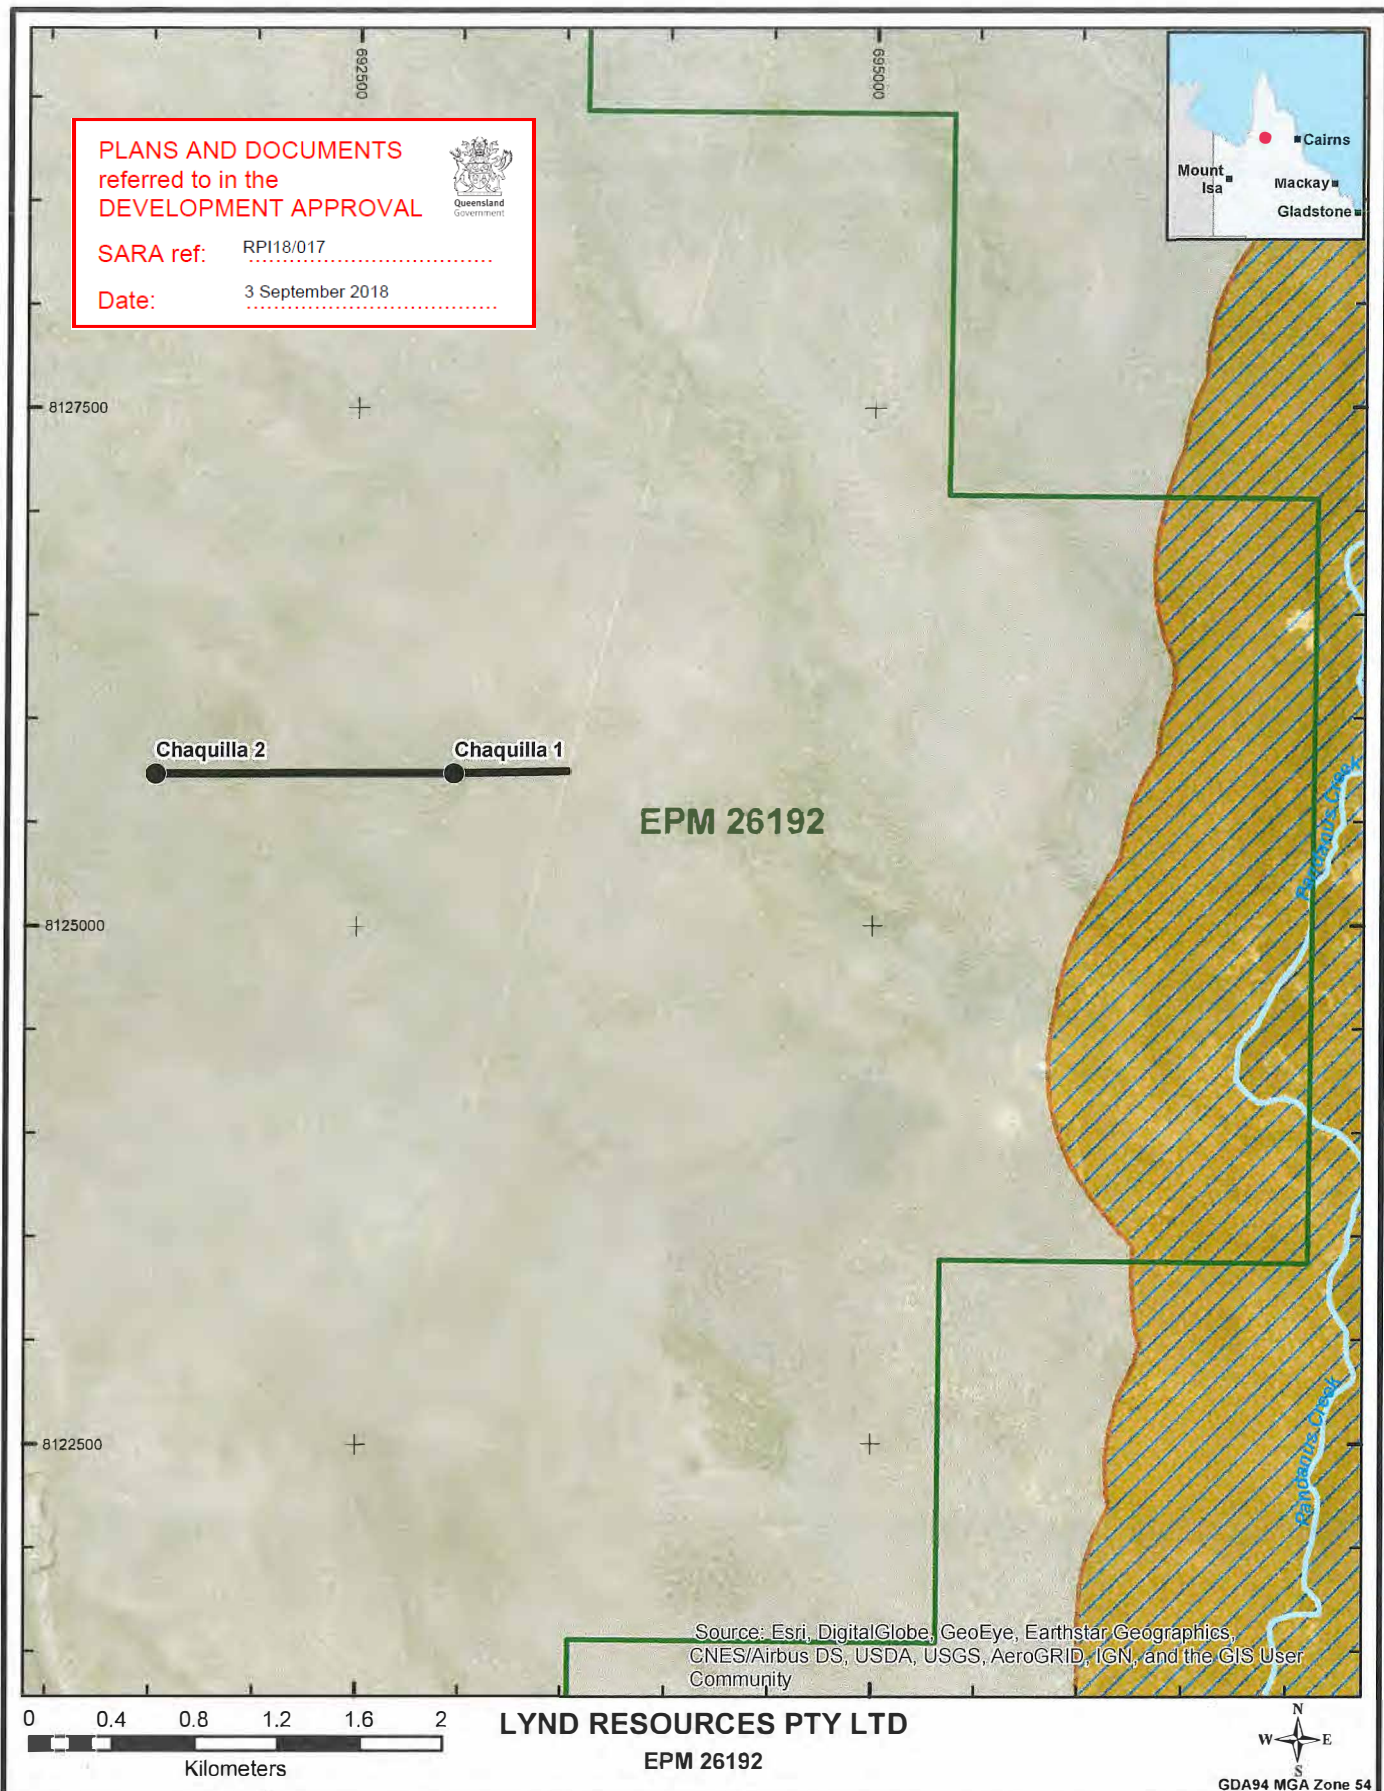 692500
695000
PLANS AND DOCUMENTS
referred to in the
DEVELOPMENT APPROVAL
Queensland
Government
SARA ref: RPI18/017
Date: 3 September 2018
Cairns
Mount
Isa
Mackay
Gladstone
8127500
Chaquilla 2
Chaquilla 1
EPM 26192
Pandanus Creek
8125000
8122500
Pandanus Creek
Source: Esri, DigitalGlobe, GeoEye, Earthstar Geographics,
CNES/Airbus DS, USDA, USGS, AeroGRID, IGN, and the GIS User
Community
0 0.4 0.8 1.2 1.6 2
Kilometers
LYND RESOURCES PTY LTD
EPM 26192
N
W E
S
GDA94 MGA Zone 54